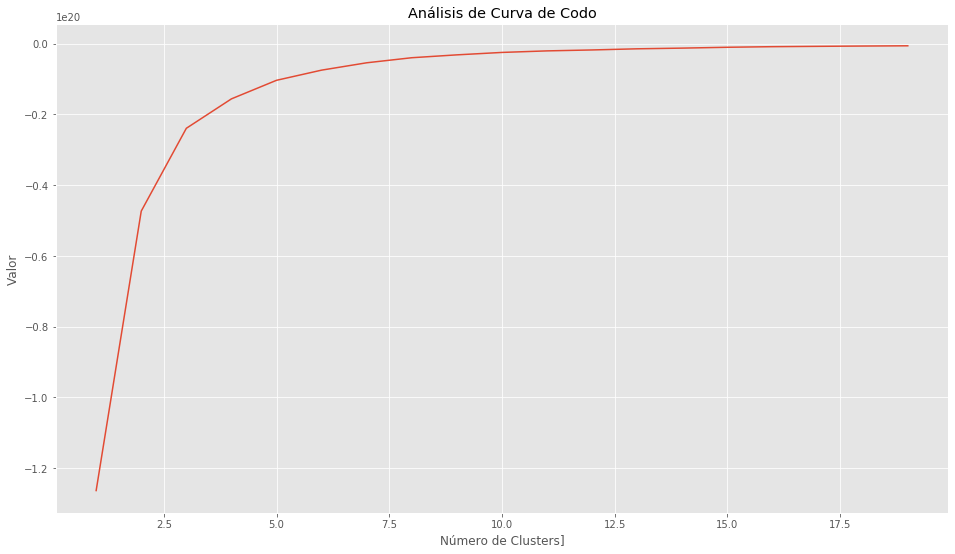 Análisis de Curva de Codo
1e20
0.0
−0.2
−0.4
−0.6
−0.8
−1.0
−1.2
Valor
2.5 5.0 7.5 10.0 12.5 15.0 17.5
Número de Clusters]